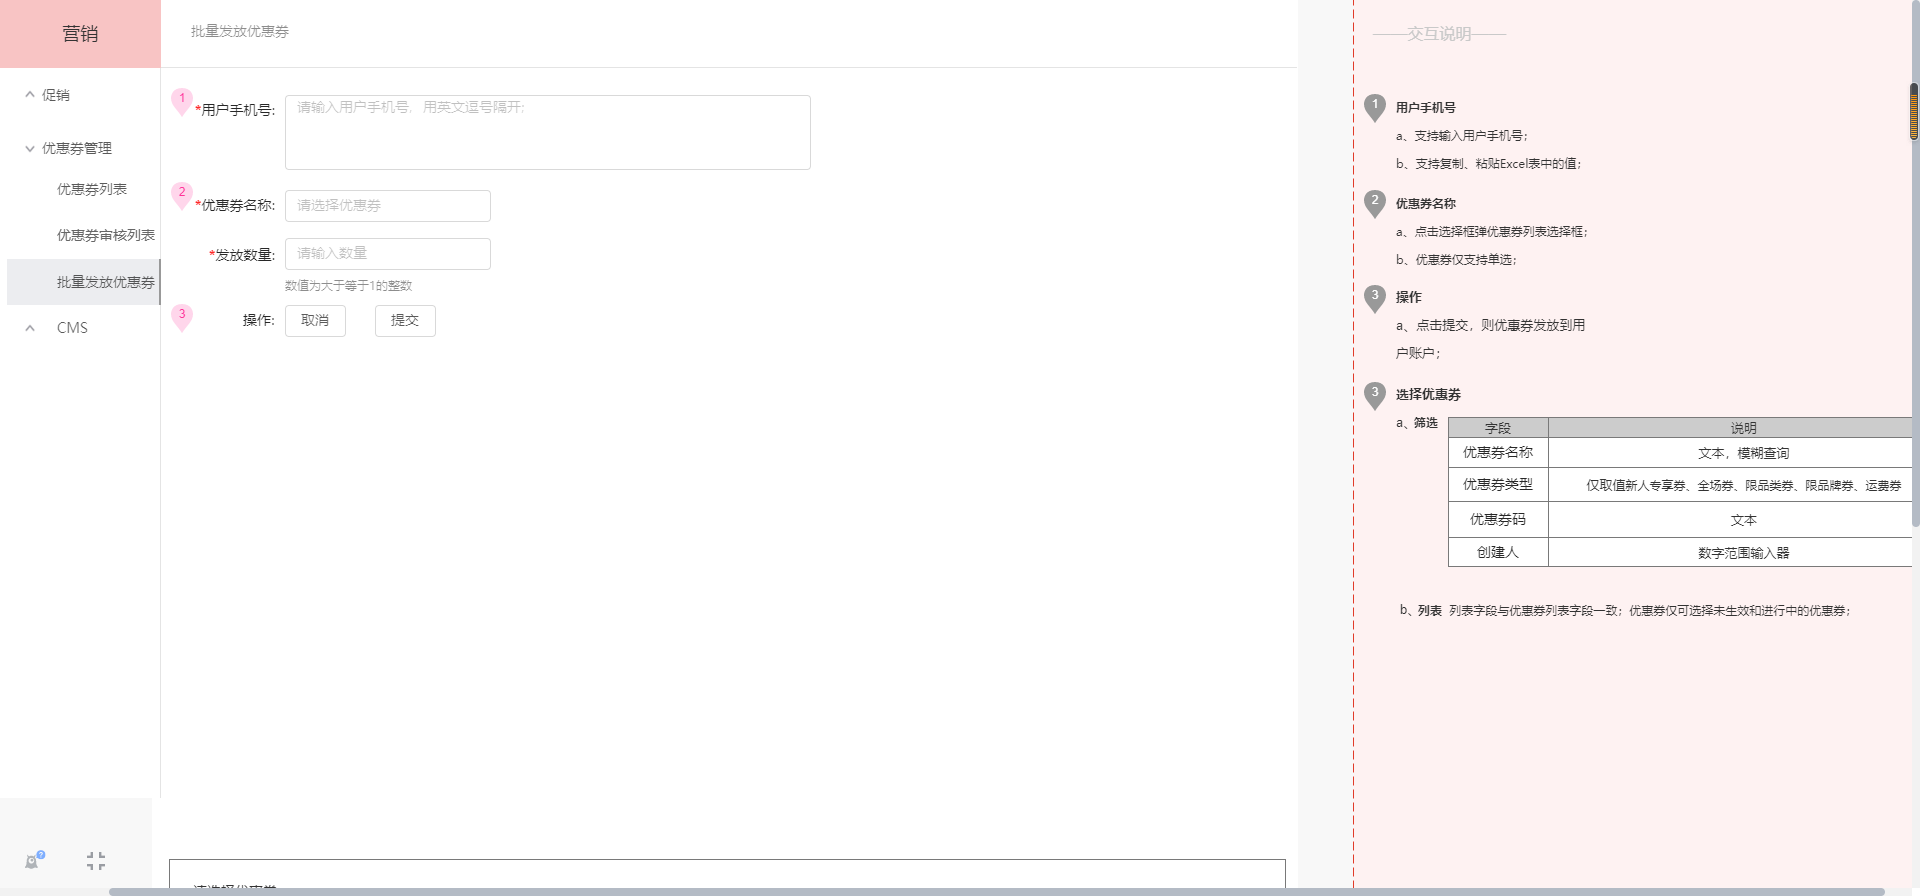 营销
批量发放优惠券
促销
优惠券管理
优惠券列表
优惠券审核列表
批量发放优惠券
CMS
1
*用户手机号:
请输入用户手机号,  用英文逗号隔开;
2
*优惠券名称:
请选择优惠券
*发放数量:
请输入数量
数值为大于等于1的整数
3
操作:
取消
提交
请选择优惠券
——交互说明——
1
用户手机号
a、支持输入用户手机号;
b、支持复制、粘贴Excel表中的值;
2
优惠券名称
a、点击选择框弹优惠券列表选择框;
b、优惠券仅支持单选;
3
操作
a、点击提交，则优惠券发放到用
户账户;
3
选择优惠券
a、筛选
字段 说明
优惠券名称 文本，模糊查询
优惠券类型 仅取值新人专享券、全场券、限品类券、限品牌券、运费券
优惠券码 文本
创建人 数字范围输入器
b、列表 列表字段与优惠券列表字段一致; 优惠券仅可选择未生效和进行中的优惠券;